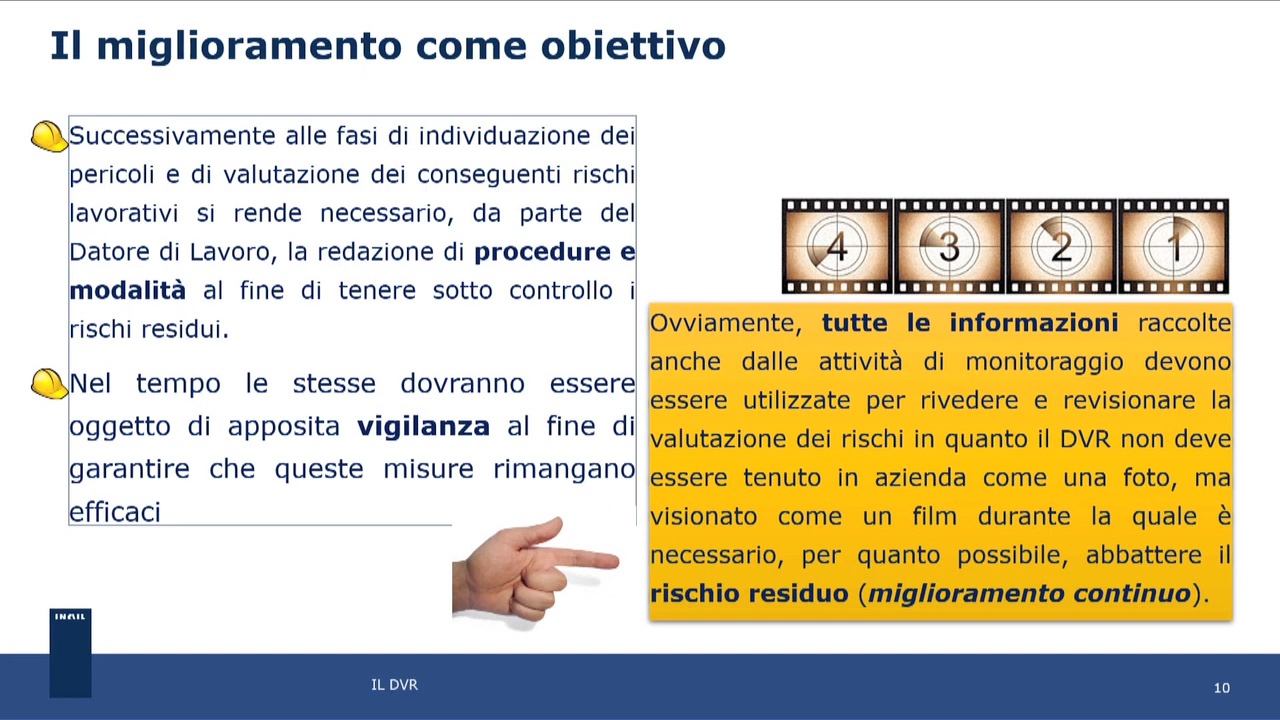 Il miglioramento come obiettivo
Successivamente alle fasi di individuazione dei
pericoli e di valutazione dei conseguenti rischi
lavorativi si rende necessario, da parte del
Datore di Lavoro, la redazione di procedure e
modalità al fine di tenere sotto controllo i
rischi residui.
Nel tempo le stesse dovranno essere
oggetto di apposita vigilanza al fine di
garantire che queste misure rimangano
efficaci
4 3 2 1
Ovviamente, tutte le informazioni raccolte
anche dalle attività di monitoraggio devono
essere utilizzate per rivedere e revisionare la
valutazione dei rischi in quanto il DVR non deve
essere tenuto in azienda come una foto, ma
visionato come un film durante la quale è
necessario, per quanto possibile, abbattere il
rischio residuo (miglioramento continuo).
IL DVR
10